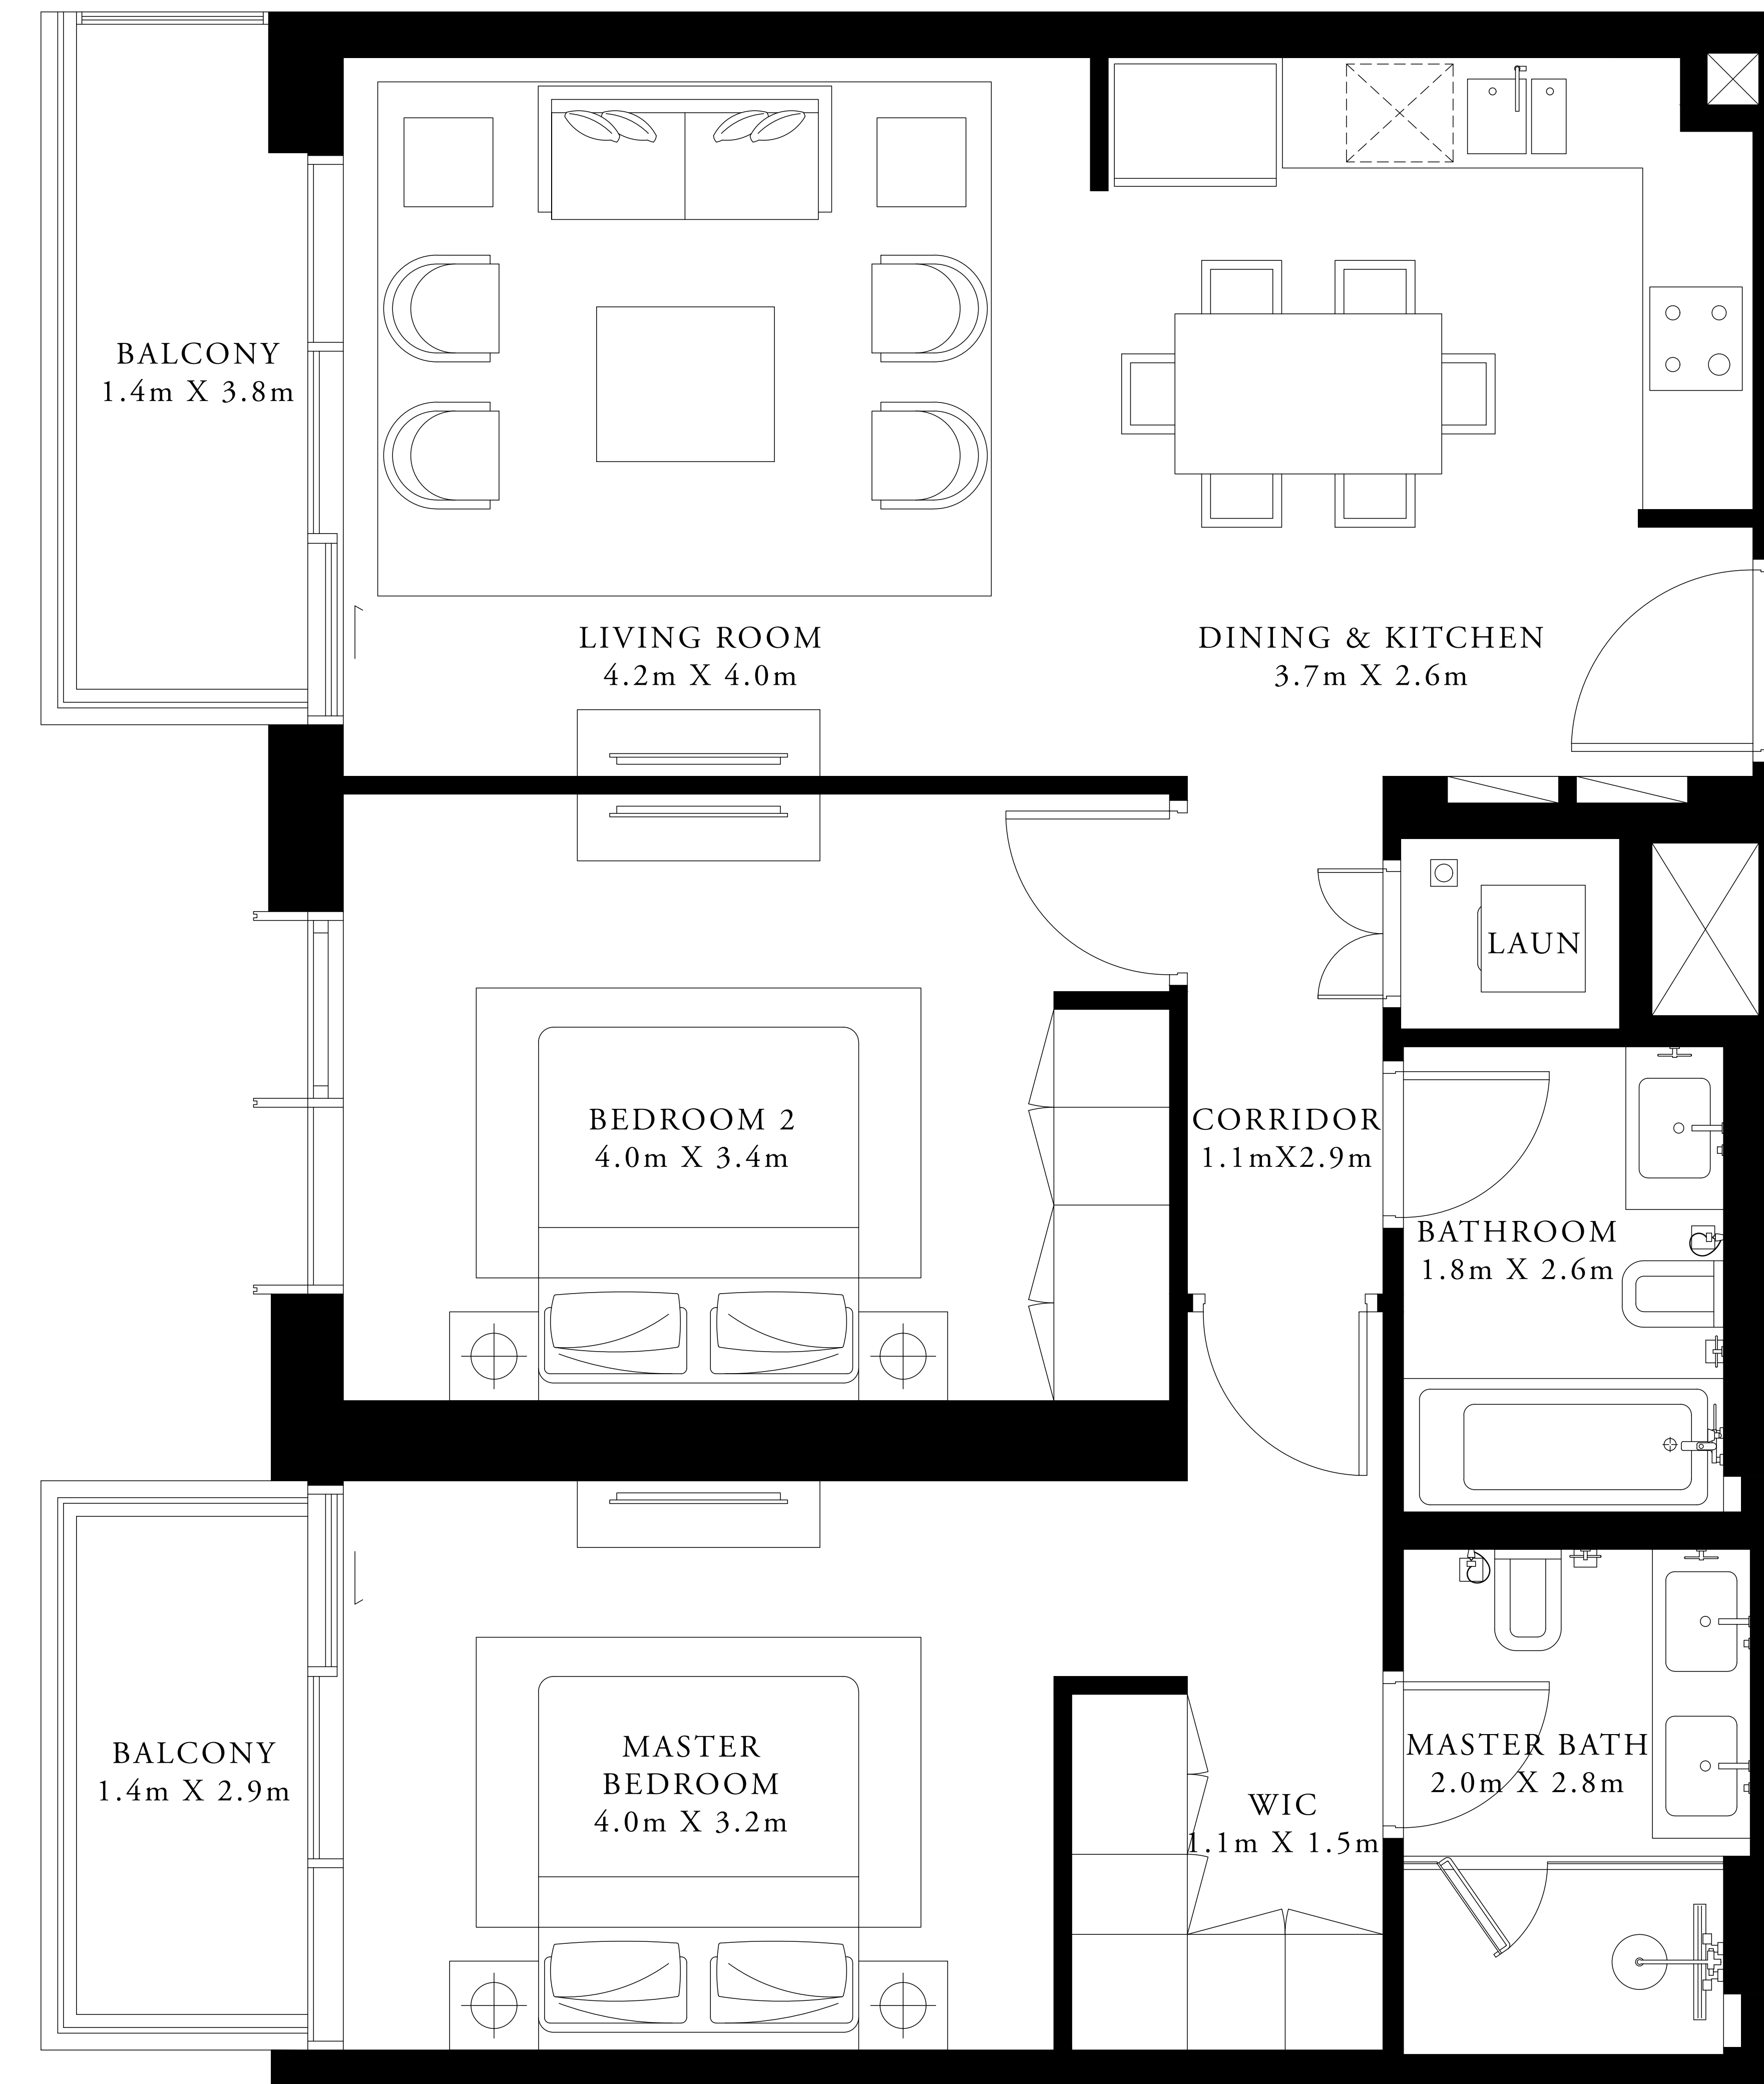 BALCONY
1.4m X 3.8m
LIVING ROOM
4.2m X 4.0m
DINING & KITCHEN
3.7m X 2.6m
LAUN
BEDROOM 2
4.0m X 3.4m
CORRIDOR
1.1mX2.9m
BATHROOM
1.8m X 2.6m
BALCONY
1.4m X 2.9m
MASTER
BEDROOM
4.0m X 3.2m
WIC
1.1m X 1.5m
MASTER BATH
2.0m X 2.8m